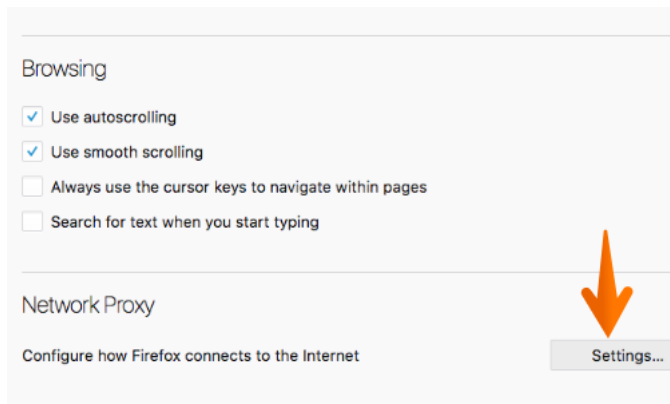 Browsing
Use autoscrolling
Use smooth scrolling
Always use the cursor keys to navigate within pages
Search for text when you start typing
Network Proxy
Configure how Firefox connects to the Internet
Settings...